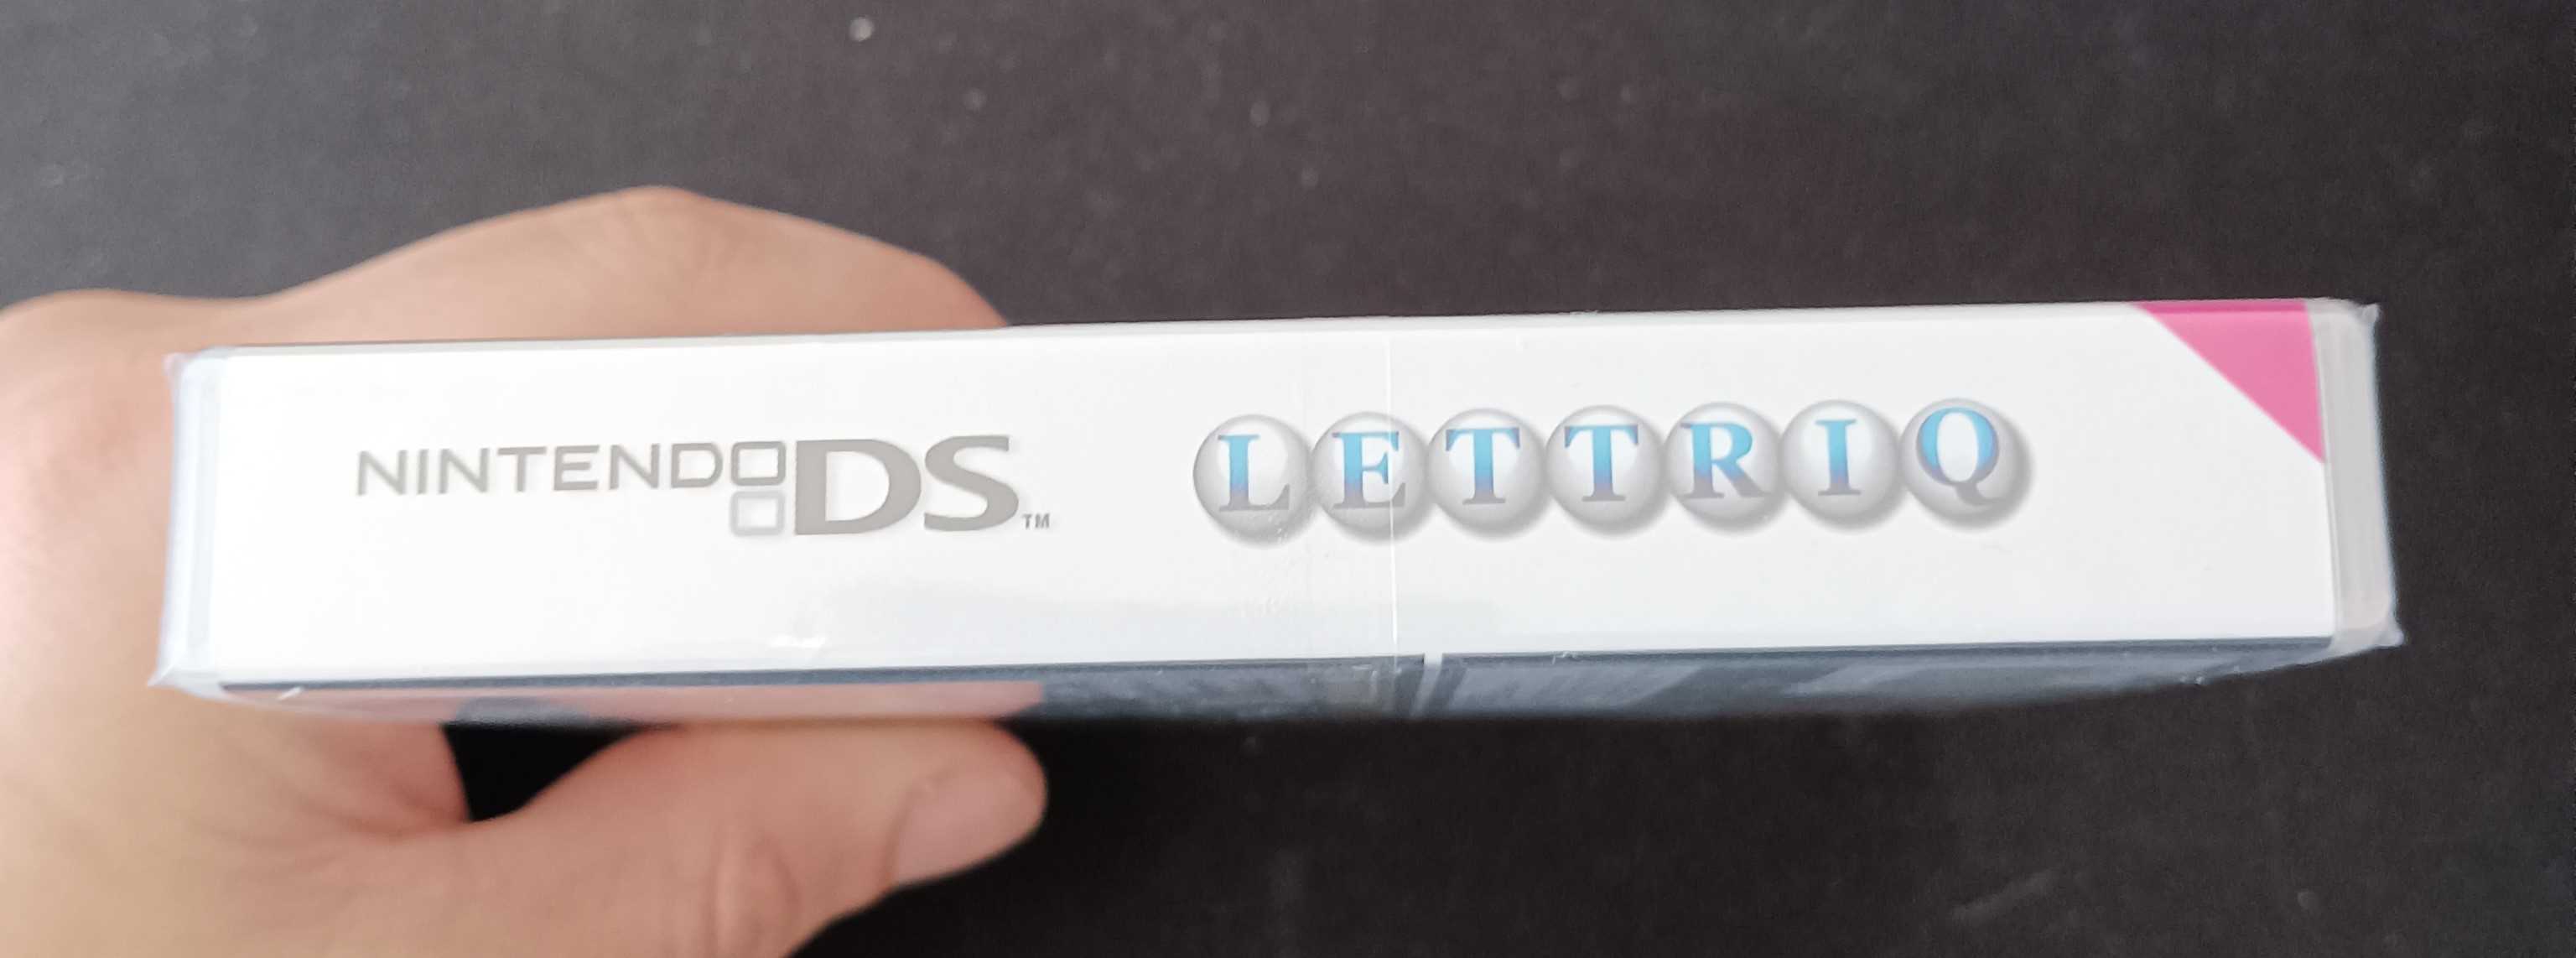 NINTENDO DS™ LETTRIQ